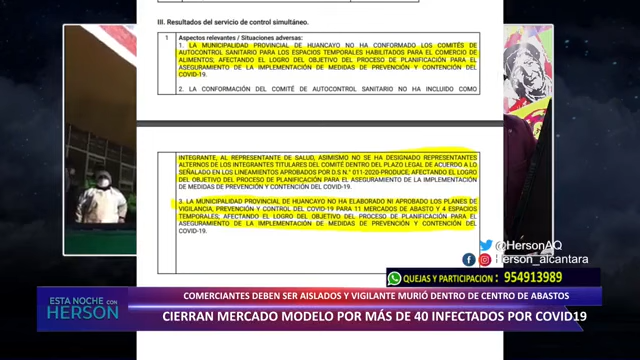 III. Resultados del servicio de control simultáneo.
1
Aspectos relevantes / Situaciones adversas:
1. LA MUNICIPALIDAD PROVINCIAL DE HUANCAYO NO HA CONFORMADO LOS COMITÉS DE
AUTOCONTROL SANITARIO PARA LOS ESPACIOS TEMPORALES HABILITADOS PARA EL COMERCIO DE
ALIMENTOS; AFECTANDO EL LOGRO DEL OBJETIVO DEL PROCESO DE PLANIFICACIÓN PARA EL
ASEGURAMIENTO DE LA IMPLEMENTACIÓN DE MEDIDAS DE PREVENCIÓN Y CONTENCIÓN DEL
COVID-19.
2. LA CONFORMACIÓN DEL COMITÉ DE AUTOCONTROL SANITARIO NO HA INCLUIDO COMO
INTEGRANTE, AL REPRESENTANTE DE SALUD, ASIMISMO NO SE HA DESIGNADO REPRESENTANTES
ALTERNOS DE LOS INTEGRANTES TITULARES DEL COMITÉ DENTRO DEL PLAZO LEGAL DE ACUERDO A LO
SEÑALADO EN LOS LINEAMIENTOS APROBADOS POR D.S N.° 011-2020-PRODUCE; AFECTANDO EL LOGRO
DEL OBJETIVO DEL PROCESO DE PLANIFICACIÓN PARA EL ASEGURAMIENTO DE LA IMPLEMENTACIÓN
DE MEDIDAS DE PREVENCIÓN Y CONTENCIÓN DEL COVID-19.
3. LA MUNICIPALIDAD PROVINCIAL DE HUANCAYO NO HA ELABORADO NI APROBADO LOS PLANES DE
VIGILANCIA, PREVENCIÓN Y CONTROL DEL COVID-19 PARA 11 MERCADOS DE ABASTO Y 4 ESPACIOS
TEMPORALES; AFECTANDO EL LOGRO DEL OBJETIVO DEL PROCESO DE PLANIFICACIÓN PARA EL
ASEGURAMIENTO DE LA IMPLEMENTACIÓN DE MEDIDAS DE PREVENCIÓN Y CONTENCIÓN DEL
COVID-19.
@HersonAQ
Herson_alcantara
QUEJAS Y PARTICIPACION : 954913989
ESTA NOCHE CON
HERSON
COMERCIANTES DEBEN SER AISLADOS Y VIGILANTE MURIÓ DENTRO DE CENTRO DE ABASTOS
CIERRAN MERCADO MODELO POR MÁS DE 40 INFECTADOS POR COVID19